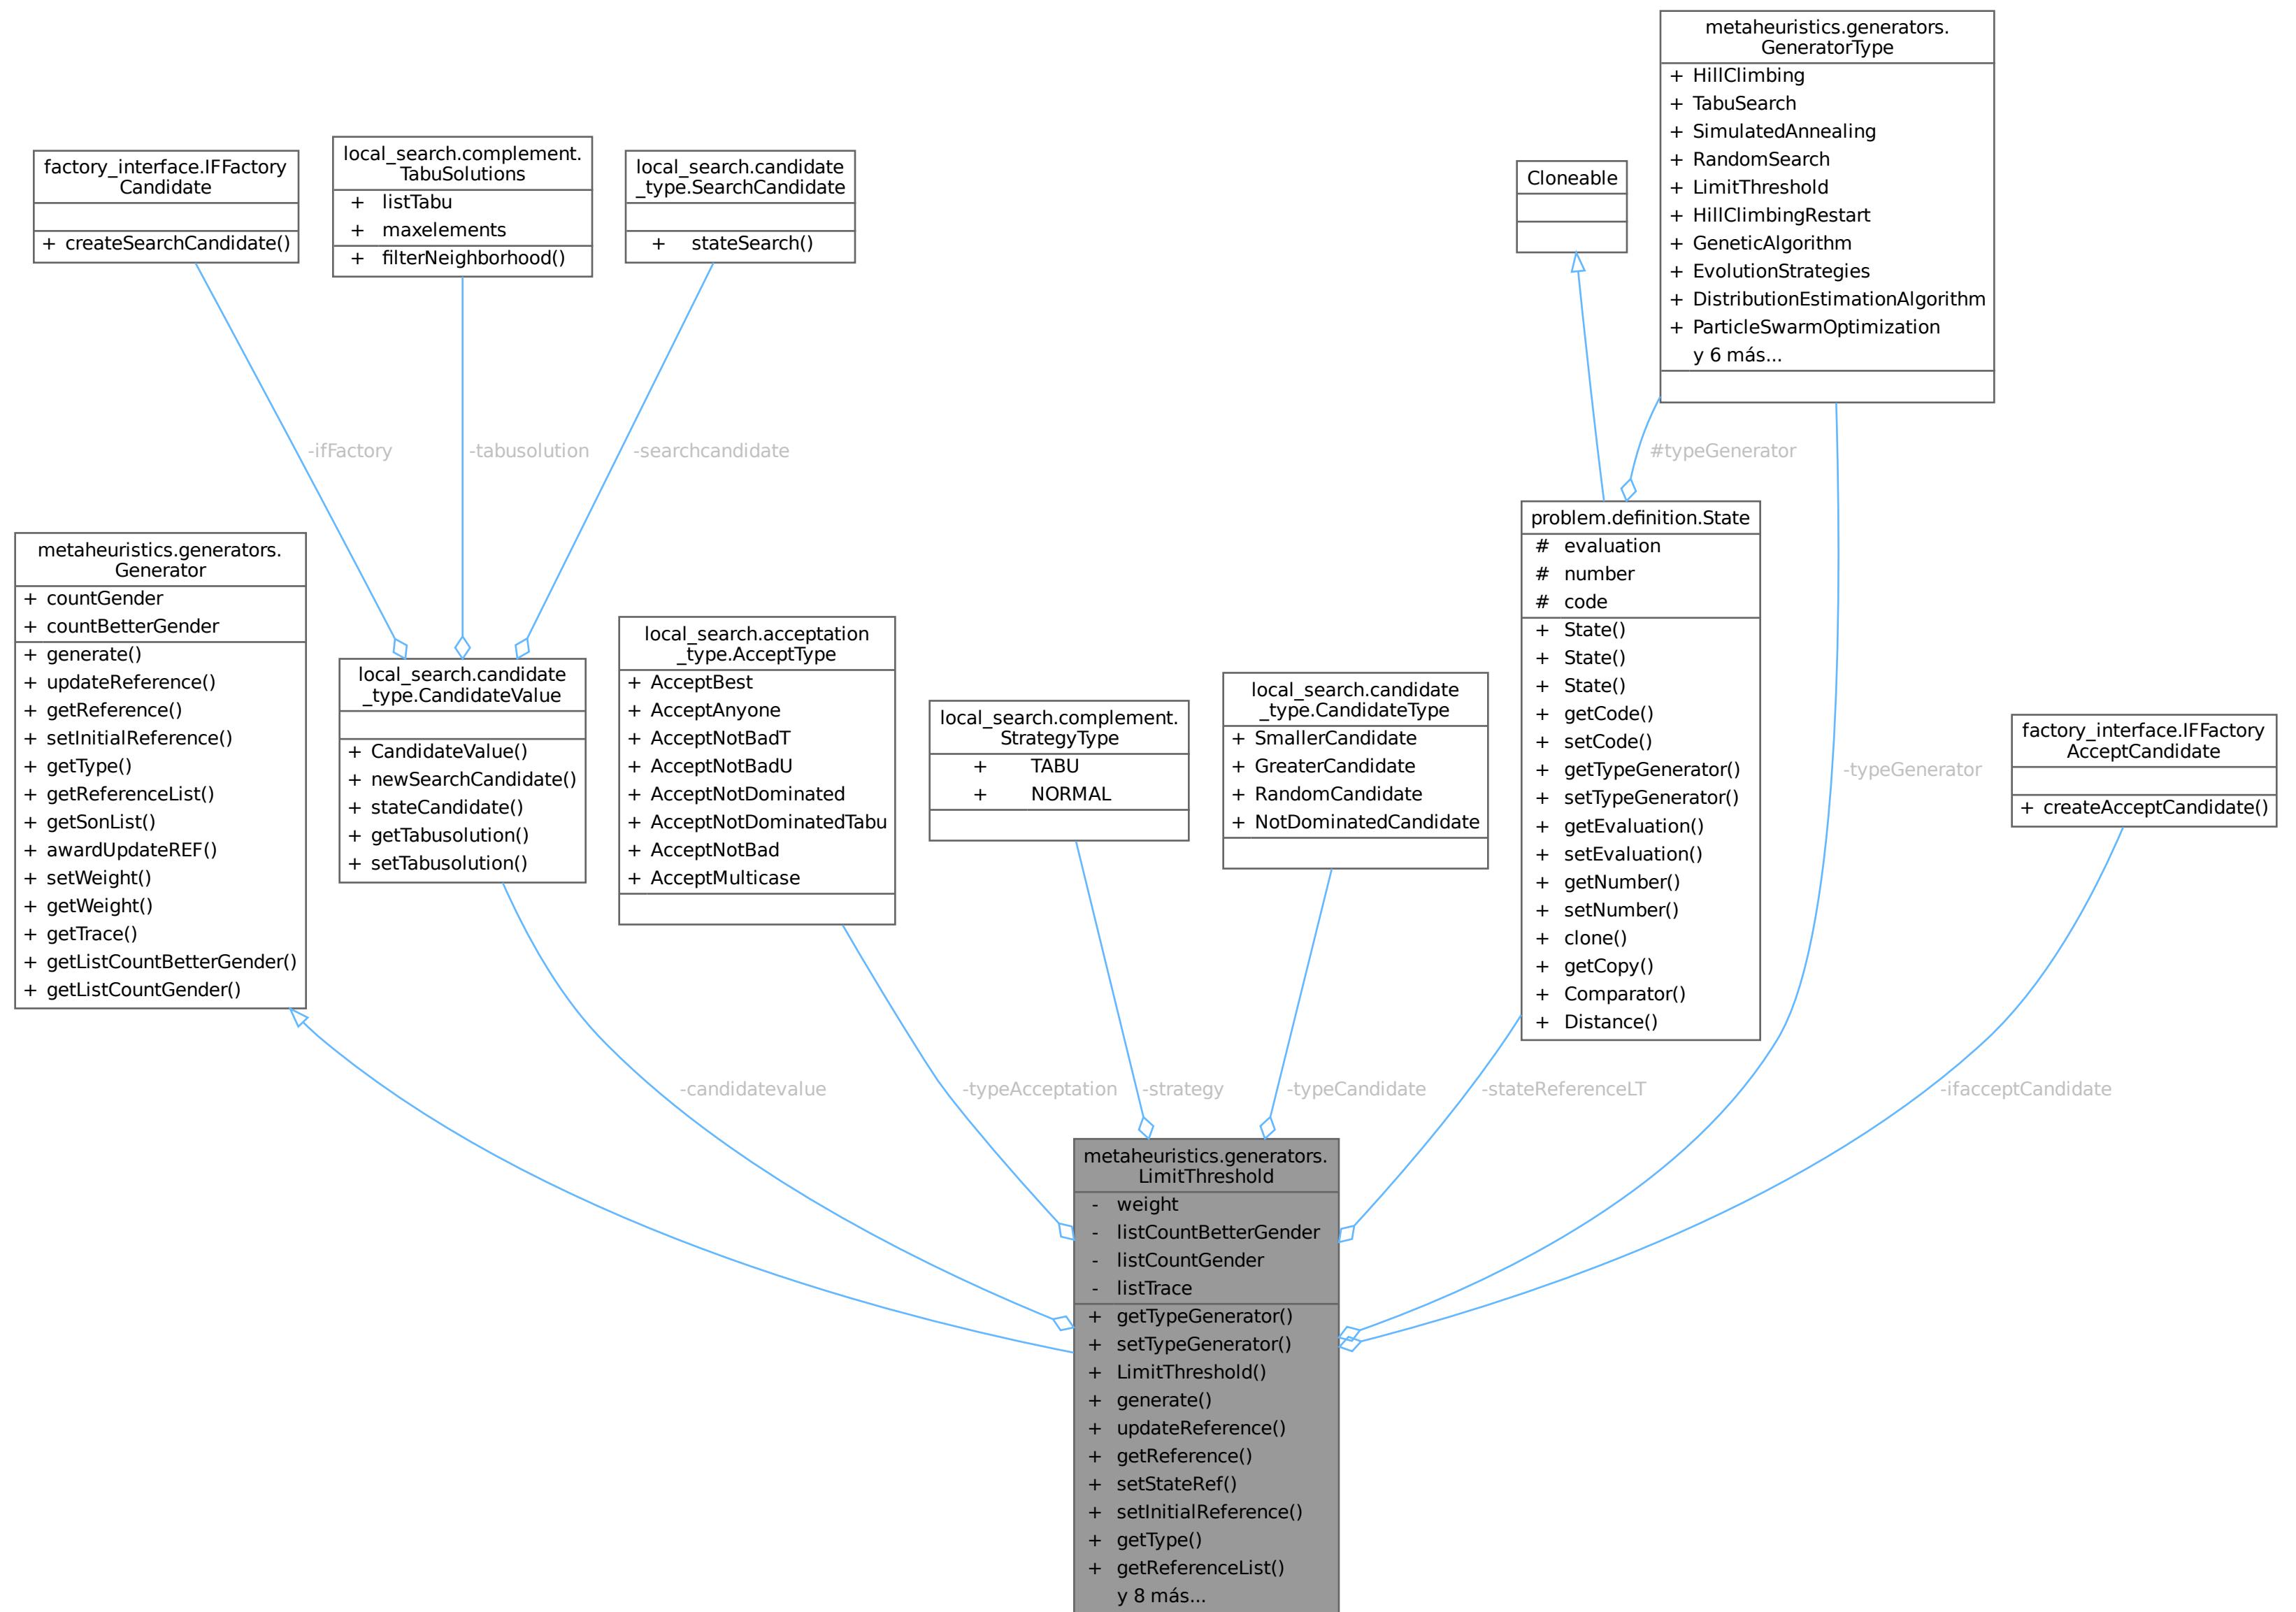 metaheuristics.generators.
GeneratorType
+ HillClimbing
+ TabuSearch
+ SimulatedAnnealing
+ RandomSearch
+ LimitThreshold
+ HillClimbingRestart
+ GeneticAlgorithm
+ EvolutionStrategies
+ DistributionEstimationAlgorithm
+ ParticleSwarmOptimization
y 6 más...
factory_interface.IFFactory
Candidate
+ createSearchCandidate()
local_search.complement.
TabuSolutions
+ listTabu
+ maxelements
+ filterNeighborhood()
local_search.candidate
_type.SearchCandidate
+ stateSearch()
Cloneable
-ifFactory
-tabusolution
-searchcandidate
#typeGenerator
metaheuristics.generators.
Generator
+ countGender
+ countBetterGender
+ generate()
+ updateReference()
+ getReference()
+ setInitialReference()
+ getType()
+ getReferenceList()
+ getSonList()
+ awardUpdateREF()
+ setWeight()
+ getWeight()
+ getTrace()
+ getListCountBetterGender()
+ getListCountGender()
local_search.candidate
_type.CandidateValue
+ CandidateValue()
+ newSearchCandidate()
+ stateCandidate()
+ getTabusolution()
+ setTabusolution()
local_search.acceptation
_type.AcceptType
+ AcceptBest
+ AcceptAnyone
+ AcceptNotBadT
+ AcceptNotBadU
+ AcceptNotDominated
+ AcceptNotDominatedTabu
+ AcceptNotBad
+ AcceptMulticase
local_search.complement.
StrategyType
+ TABU
+ NORMAL
local_search.candidate
_type.CandidateType
+ SmallerCandidate
+ GreaterCandidate
+ RandomCandidate
+ NotDominatedCandidate
problem.definition.State
# evaluation
# number
# code
+ State()
+ State()
+ State()
+ getCode()
+ setCode()
+ getTypeGenerator()
+ setTypeGenerator()
+ getEvaluation()
+ setEvaluation()
+ getNumber()
+ setNumber()
+ clone()
+ getCopy()
+ Comparator()
+ Distance()
-typeGenerator
factory_interface.IFFactory
AcceptCandidate
+ createAcceptCandidate()
-candidatevalue
-typeAcceptation
-strategy
-typeCandidate
-stateReferenceLT
-ifacceptCandidate
metaheuristics.generators.
LimitThreshold
- weight
- listCountBetterGender
- listCountGender
- listTrace
+ getTypeGenerator()
+ setTypeGenerator()
+ LimitThreshold()
+ generate()
+ updateReference()
+ getReference()
+ setStateRef()
+ setInitialReference()
+ getType()
+ getReferenceList()
y 8 más...